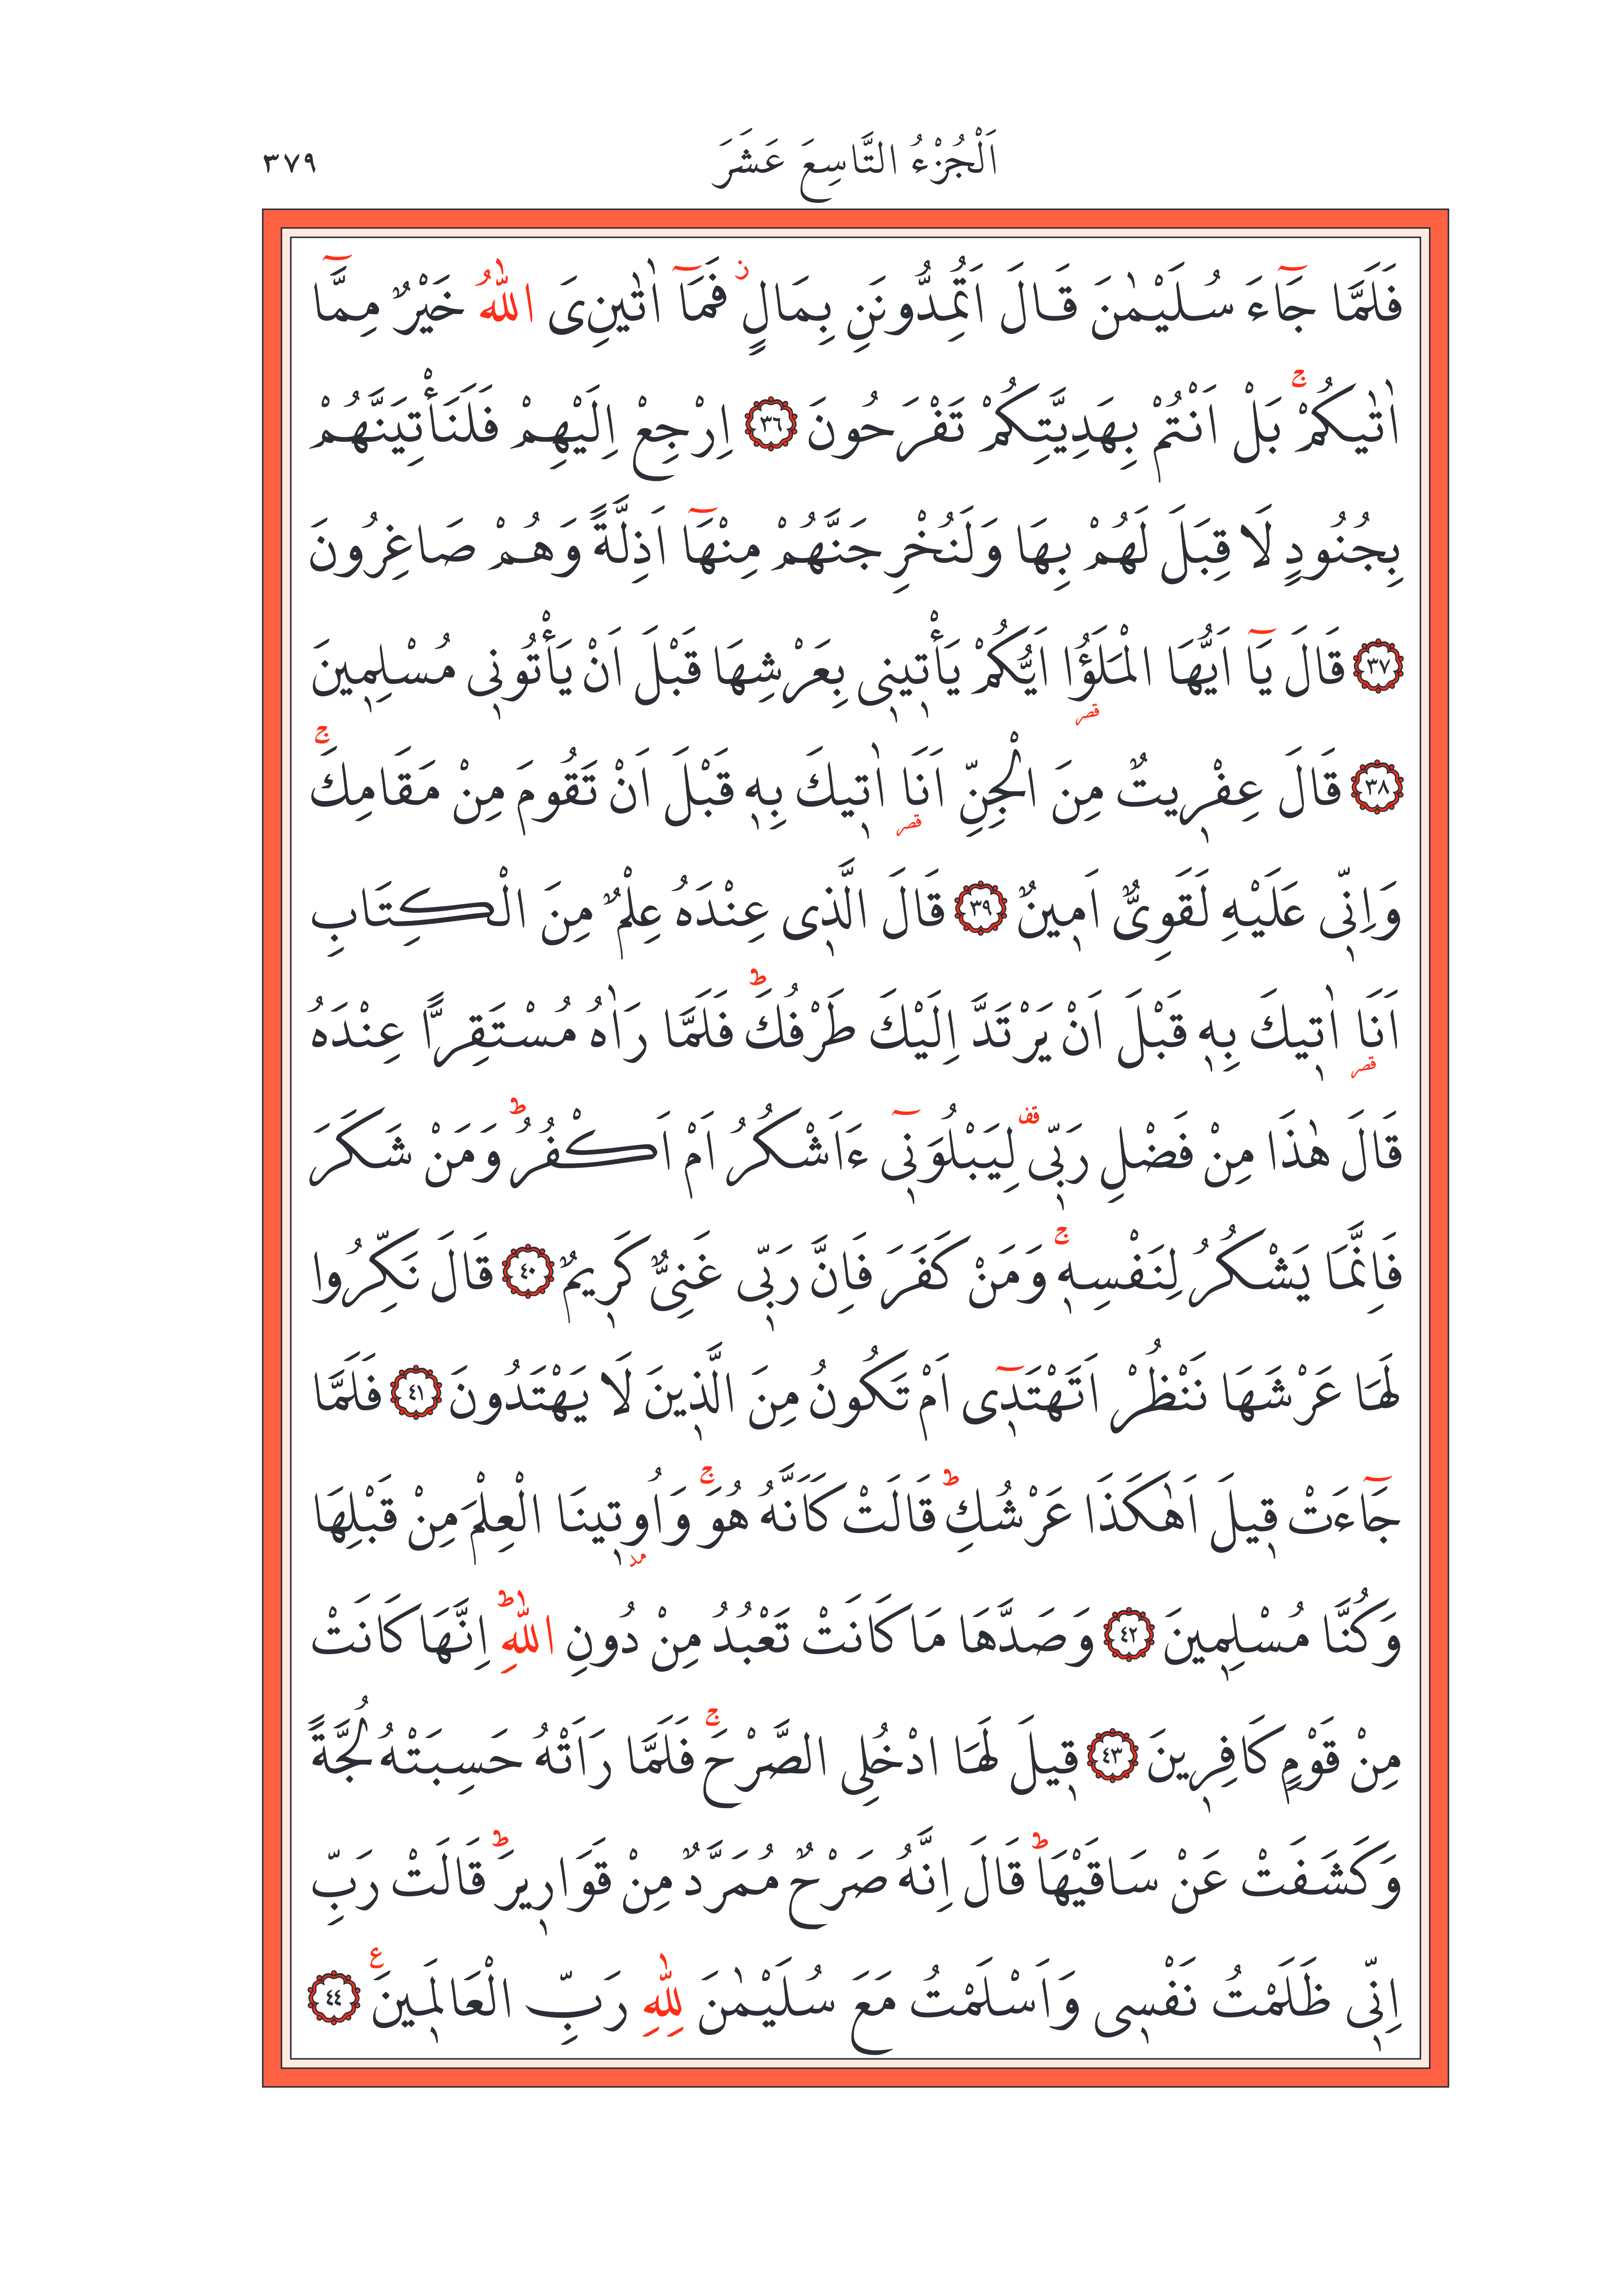 اَلْجُزْءُ التَّاسِعَ عَشَرَ ٣٧٩
فَلَمَّا جَٓاءَ سُلَيْمٰنَ قَالَ اَتُمِدُّونَنِ بِمَالٍۘ فَمَٓا اٰتٰينِيَ اللّٰهُ خَيْرٌ مِمَّٓا
اٰتٰيكُمْۚ بَلْ اَنْتُمْ بِهَدِيَّتِكُمْ تَفْرَحُونَ ﴿٣٦﴾ اِرْجِعْ اِلَيْهِمْ فَلَنَأْتِيَنَّهُمْ
بِجُنُودٍ لَا قِبَلَ لَهُمْ بِهَا وَلَنُخْرِجَنَّهُمْ مِنْهَٓا اَذِلَّةً وَهُمْ صَاغِرُونَ
﴿٣٧﴾ قَالَ يَٓا اَيُّهَا الْمَلَؤُ۬ا اَيُّكُمْ يَأْت۪ين۪ي بِعَرْشِهَا قَبْلَ اَنْ يَأْتُون۪ي مُسْلِم۪ينَ
﴿٣٨﴾ قَالَ عِفْر۪يتٌ مِنَ الْجِنِّ اَنَا۬ اٰت۪يكَ بِه۪ قَبْلَ اَنْ تَقُومَ مِنْ مَقَامِكَۚ
وَاِنّ۪ي عَلَيْهِ لَقَوِيٌّ اَم۪ينٌ ﴿٣٩﴾ قَالَ الَّذ۪ي عِنْدَهُ عِلْمٌ مِنَ الْكِتَابِ
اَنَا۬ اٰت۪يكَ بِه۪ قَبْلَ اَنْ يَرْتَدَّ اِلَيْكَ طَرْفُكَۜ فَلَمَّا رَاٰهُ مُسْتَقِرًّا عِنْدَهُ
قَالَ هٰذَا مِنْ فَضْلِ رَبّ۪ي۠ لِيَبْلُوَن۪ٓي ءَاَشْكُرُ اَمْ اَكْفُرُۜ وَمَنْ شَكَرَ
فَاِنَّمَا يَشْكُرُ لِنَفْسِه۪ۚ وَمَنْ كَفَرَ فَاِنَّ رَبّ۪ي غَنِيٌّ كَر۪يمٌ ﴿٤٠﴾ قَالَ نَكِّرُوا
لَهَا عَرْشَهَا نَنْظُرْ اَتَهْتَد۪ٓي اَمْ تَكُونُ مِنَ الَّذ۪ينَ لَا يَهْتَدُونَ ﴿٤١﴾ فَلَمَّا
جَٓاءَتْ ق۪يلَ اَهٰكَذَا عَرْشُكِۜ قَالَتْ كَاَنَّهُ هُوَۚ وَاُو۫ت۪ينَا الْعِلْمَ مِنْ قَبْلِهَا
وَكُنَّا مُسْلِم۪ينَ ﴿٤٢﴾ وَصَدَّهَا مَا كَانَتْ تَعْبُدُ مِنْ دُونِ اللّٰهِۜ اِنَّهَا كَانَتْ
مِنْ قَوْمٍ كَافِر۪ينَ ﴿٤٣﴾ ق۪يلَ لَهَا ادْخُلِي الصَّرْحَۚ فَلَمَّا رَاَتْهُ حَسِبَتْهُ لُجَّةً
وَكَشَفَتْ عَنْ سَاقَيْهَاۜ قَالَ اِنَّهُ صَرْحٌ مُمَرَّدٌ مِنْ قَوَار۪يرَۜ قَالَتْ رَبِّ
اِنّ۪ي ظَلَمْتُ نَفْس۪ي وَاَسْلَمْتُ مَعَ سُلَيْمٰنَ لِلّٰهِ رَبِّ الْعَالَم۪ينَ۟ ﴿٤٤﴾